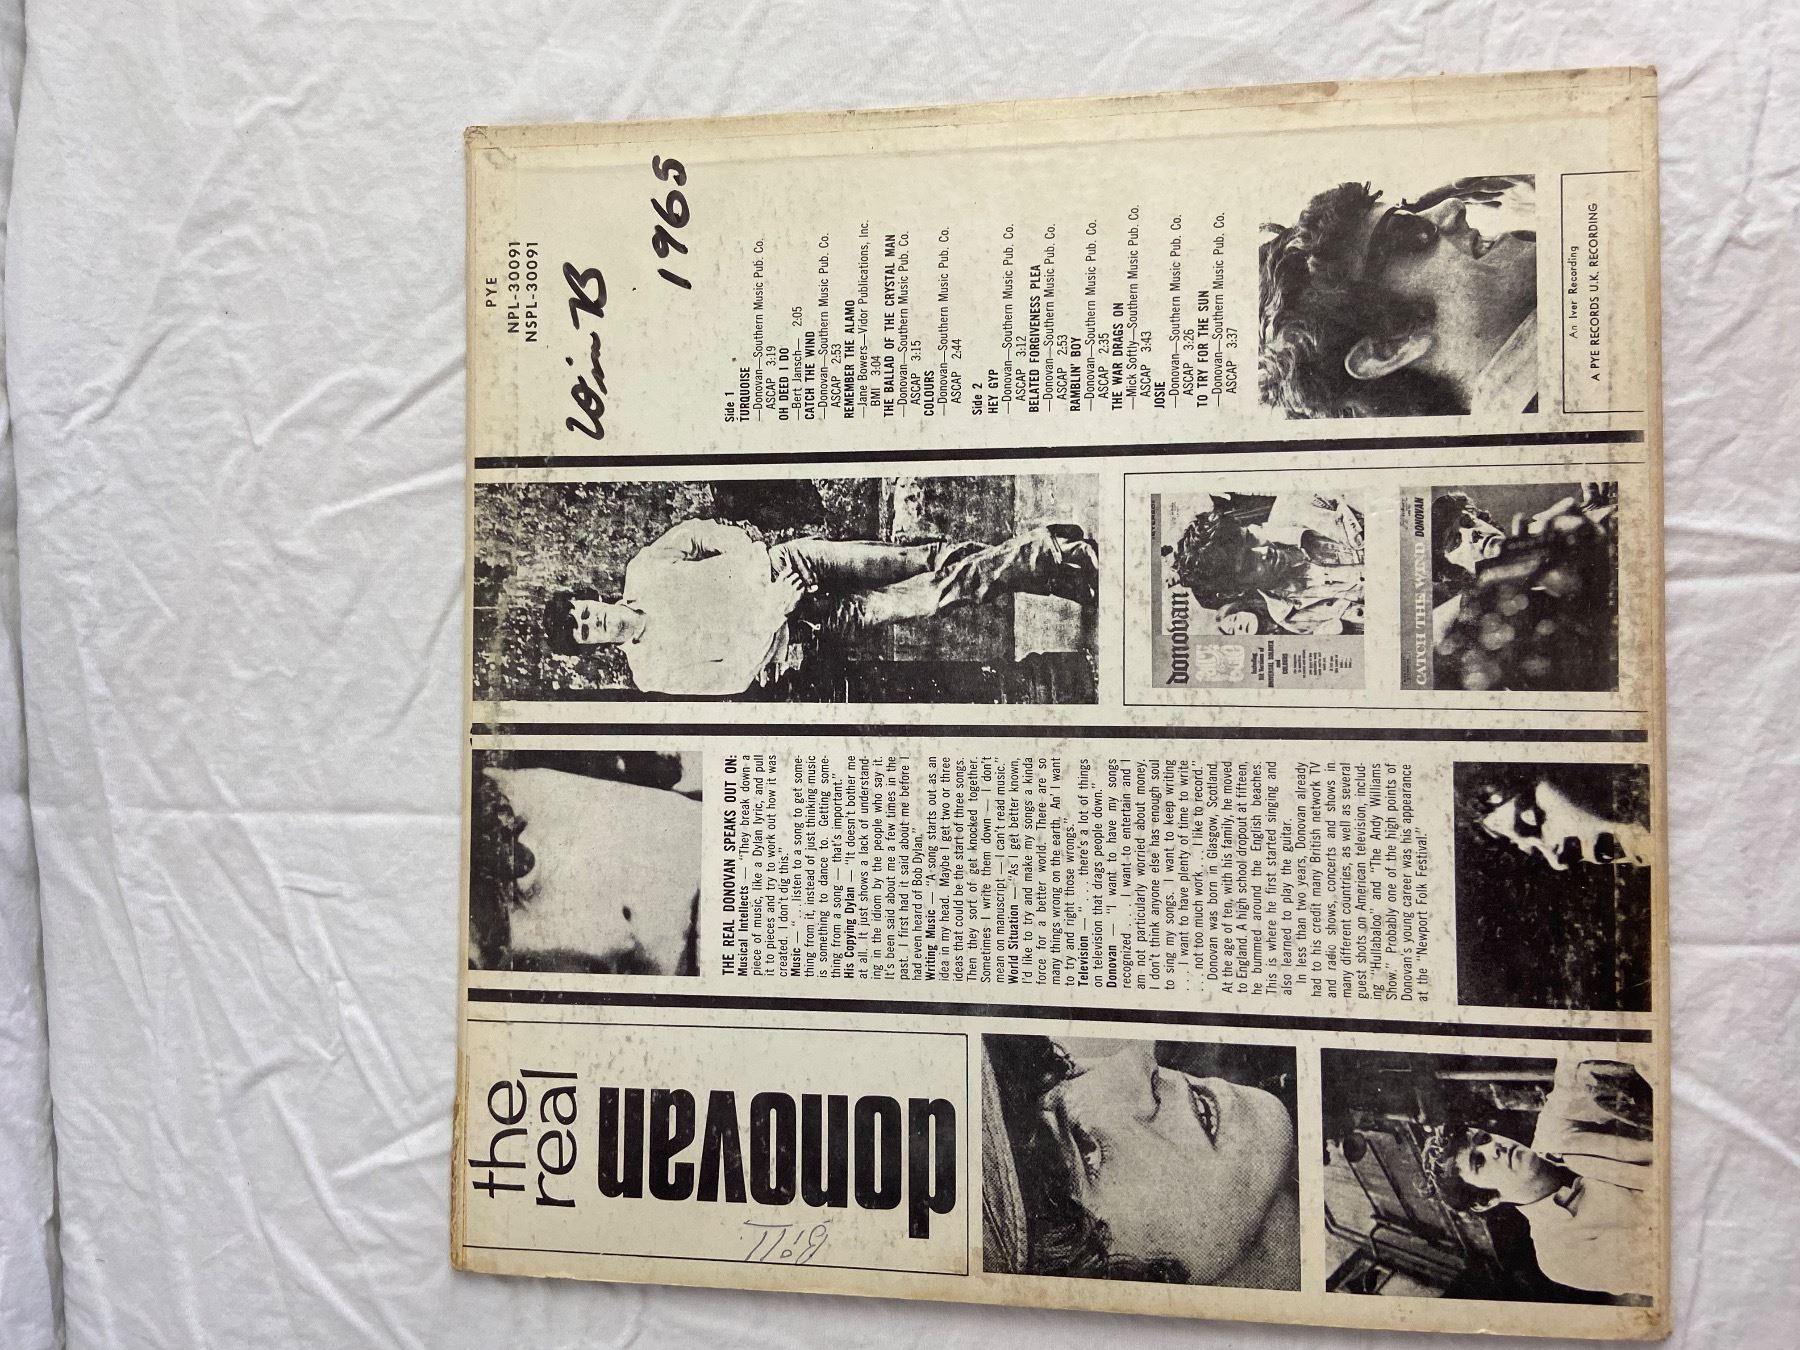 the
real
donovan
Bill
THE REAL DONOVAN SPEAKS OUT ON:
Musical Intellects — "They break down a
piece of music, like a Dylan lyric, and pull
it to pieces and try to work out how it was
created. I don't dig this."
Music — ". . . listen to a song to get some-
thing from it, instead of just thinking music
is something to dance to. Getting some-
thing from a song — that's important."
His Copying Dylan — "It doesn't bother me
at all. It just shows a lack of understand-
ing in the idiom by the people who say it.
It's been said about me a few times in the
past. I first had it said about me before I
had even heard of Bob Dylan."
Writing Music — "A song starts out as an
idea in my head. Maybe I get two or three
ideas that could be the start of three songs.
Then they sort of get knocked together.
Sometimes I write them down — I don't
mean on manuscript — I can't read music."
World Situation — "As I get better known,
I'd like to try and make my songs a kinda
force for a better world. There are so
many things wrong on the earth. An' I want
to try and right those wrongs."
Television — ". . . there's a lot of things
on television that drags people down."
Donovan — "I want to have my songs
recognized . . . I want to entertain and I
am not particularly worried about money.
I don't think anyone else has enough soul
to sing my songs. I want to keep writing
. . . I want to have plenty of time to write
. . . not too much work . . . I like to record."
Donovan was born in Glasgow, Scotland.
At the age of ten, with his family, he moved
to England. A high school dropout at fifteen,
he bummed around the English beaches.
This is where he first started singing and
also learned to play the guitar.
In less than two years, Donovan already
had to his credit many British network TV
and radio shows, concerts and shows in
many different countries as well as several
guest shots on American television, includ-
ing "Hullabaloo" and "The Andy Williams
Show." Probably one of the high points of
Donovan's young career was his appearance
at the "Newport Folk Festival."
donovan
including
UNIVERSAL SOLDIER
and
COLOURS
CATCH THE WIND
DONOVAN
PYE
NPL-30091
NSPL-30091
Win B
1965
Side 1
TURQUOISE
—Donovan—Southern Music Pub. Co.
ASCAP 3:19
OH DEED I DO
—Bert Jansch— 2:05
CATCH THE WIND
—Donovan—Southern Music Pub. Co.
ASCAP 2:53
REMEMBER THE ALAMO
—Jane Bowers—Vidor Publications, Inc.
BMI 3:04
THE BALLAD OF THE CRYSTAL MAN
—Donovan—Southern Music Pub. Co.
ASCAP 3:15
COLOURS
—Donovan—Southern Music Pub. Co.
ASCAP 2:44
Side 2
HEY GYP
—Donovan—Southern Music Pub. Co.
ASCAP 3:12
BELATED FORGIVENESS PLEA
—Donovan—Southern Music Pub. Co.
ASCAP 2:53
RAMBLIN' BOY
—Donovan—Southern Music Pub. Co.
ASCAP 2:35
THE WAR DRAGS ON
—Mick Softly—Southern Music Pub. Co.
ASCAP 3:43
JOSIE
—Donovan—Southern Music Pub. Co.
ASCAP 3:26
TO TRY FOR THE SUN
—Donovan—Southern Music Pub. Co.
ASCAP 3:37
An Iver Recording
A PYE RECORDS U.K. RECORDING